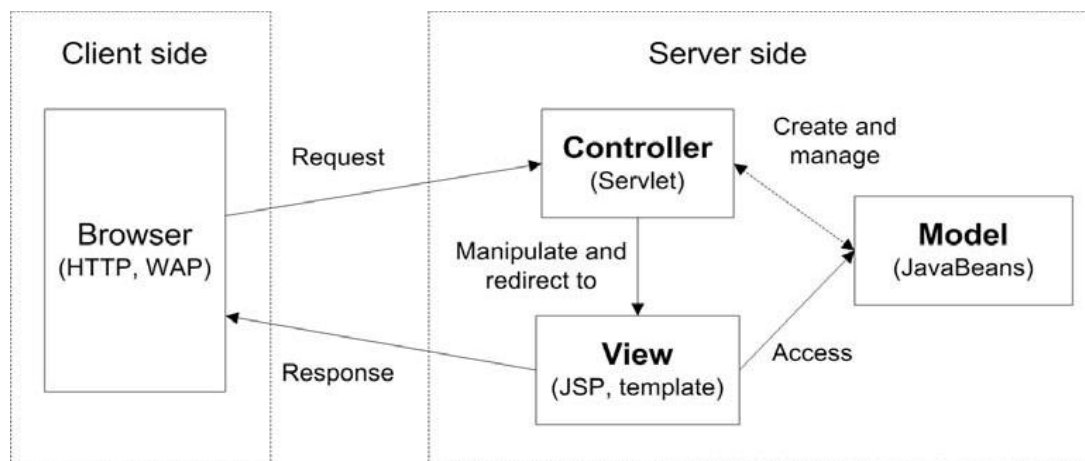 Client side
Server side
Request
Controller
(Servlet)
Create and
manage
Browser
(HTTP, WAP)
Manipulate and
redirect to
Model
(JavaBeans)
Response
View
(JSP, template)
Access